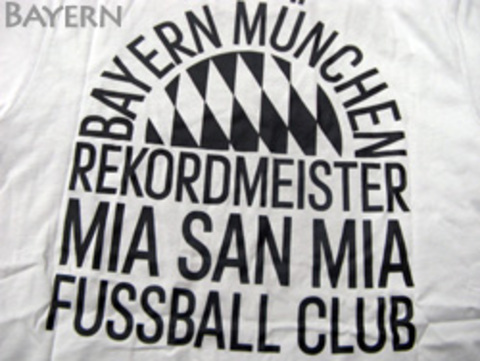 BAYERN
BAYERN MÜNCHEN
REKORDMEISTER
MIA SAN MIA
FUSSBALL CLUB